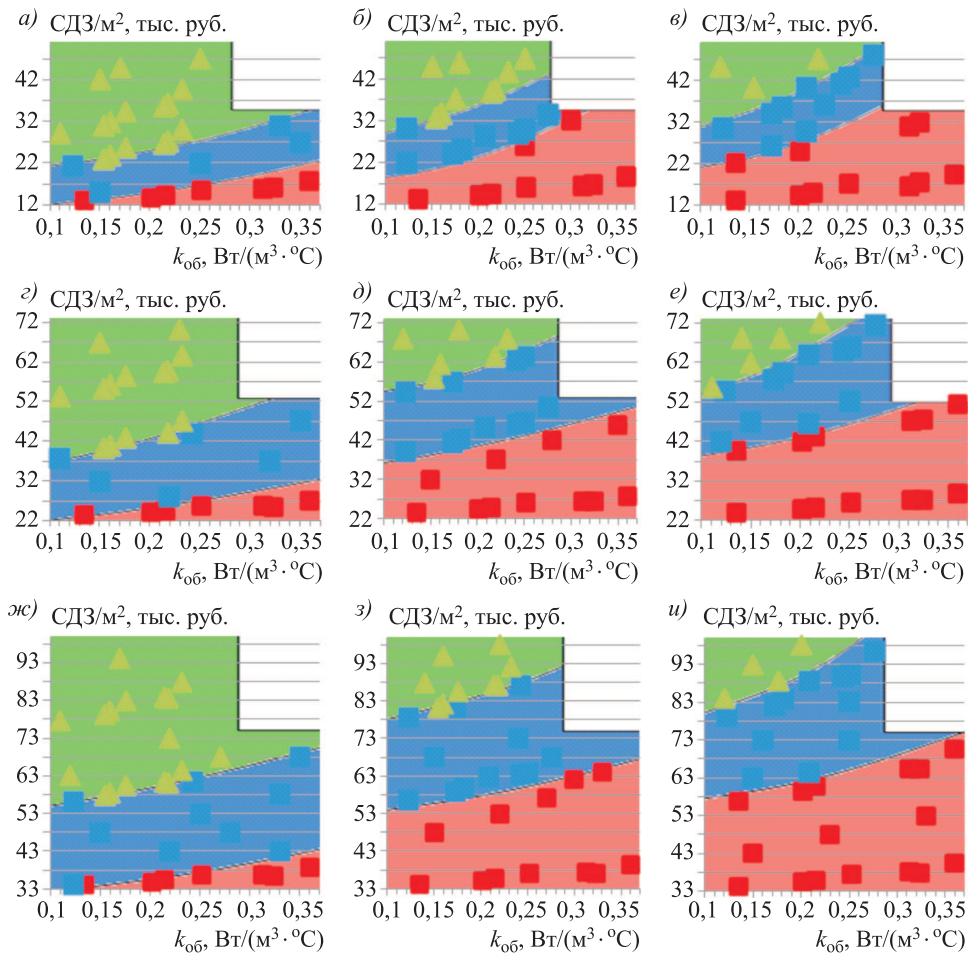 а) СДЗ/м², тыс. руб.
42
32
22
12
0,1 0,15 0,2 0,25 0,3 0,35
kоб, Вт/(м³ · °С)
б) СДЗ/м², тыс. руб.
42
32
22
12
0,1 0,15 0,2 0,25 0,3 0,35
kоб, Вт/(м³ · °С)
в) СДЗ/м², тыс. руб.
42
32
22
12
0,1 0,15 0,2 0,25 0,3 0,35
kоб, Вт/(м³ · °С)
г) СДЗ/м², тыс. руб.
72
62
52
42
32
22
0,1 0,15 0,2 0,25 0,3 0,35
kоб, Вт/(м³ · °С)
д) СДЗ/м², тыс. руб.
72
62
52
42
32
22
0,1 0,15 0,2 0,25 0,3 0,35
kоб, Вт/(м³ · °С)
е) СДЗ/м², тыс. руб.
72
62
52
42
32
22
0,1 0,15 0,2 0,25 0,3 0,35
kоб, Вт/(м³ · °С)
ж) СДЗ/м², тыс. руб.
93
83
73
63
53
43
33
0,1 0,15 0,2 0,25 0,3 0,35
kоб, Вт/(м³ · °С)
з) СДЗ/м², тыс. руб.
93
83
73
63
53
43
33
0,1 0,15 0,2 0,25 0,3 0,35
kоб, Вт/(м³ · °С)
и) СДЗ/м², тыс. руб.
93
83
73
63
53
43
33
0,1 0,15 0,2 0,25 0,3 0,35
kоб, Вт/(м³ · °С)